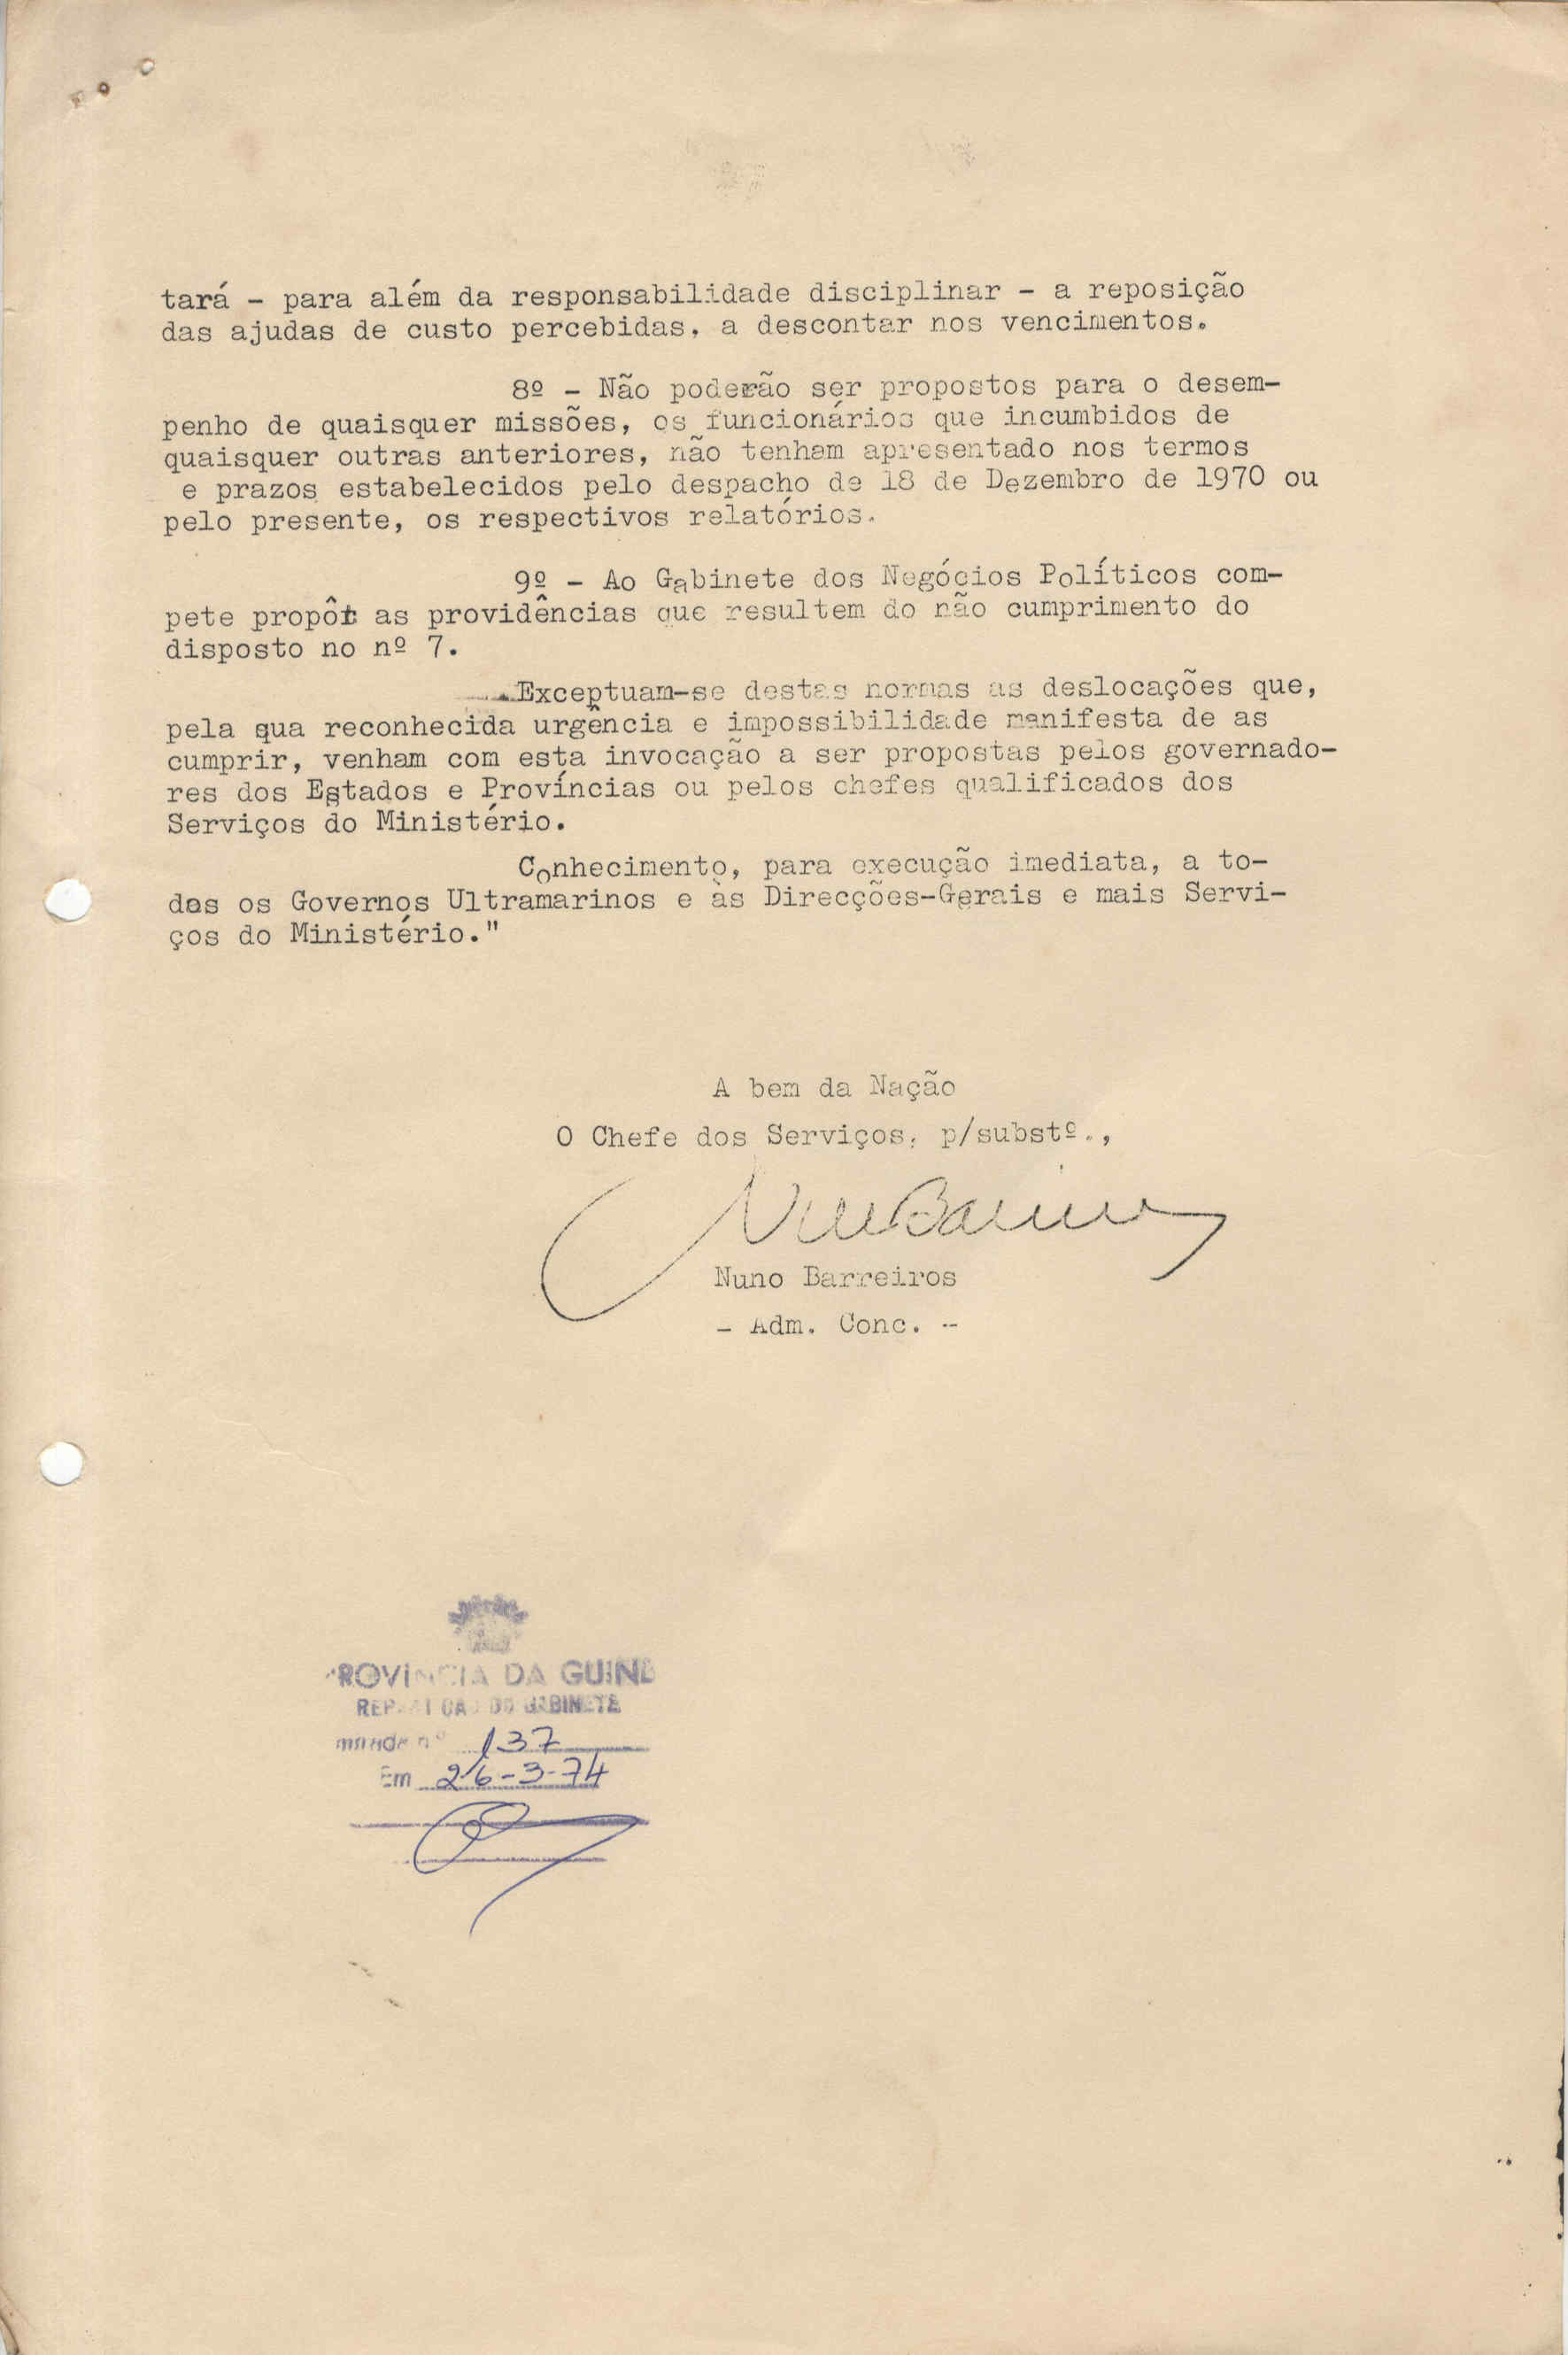 tará - para além da responsabilidade disciplinar - a reposição
das ajudas de custo percebidas, a descontar nos vencimentos.
8º - Não poderão ser propostos para o desem-
penho de quaisquer missões, os funcionários que incumbidos de
quaisquer outras anteriores, não tenham apresentado nos termos
e prazos estabelecidos pelo despacho de 18 de Dezembro de 1970 ou
pelo presente, os respectivos relatórios.
9º - Ao Gabinete dos Negócios Políticos com-
pete propôr as providências que resultem do não cumprimento do
disposto no nº 7.
Exceptuam-se destas normas as deslocações que,
pela qua reconhecida urgência e impossibilidade manifesta de as
cumprir, venham com esta invocação a ser propostas pelos governado-
res dos Estados e Províncias ou pelos chefes qualificados dos
Serviços do Ministério.
Conhecimento, para execução imediata, a to-
dos os Governos Ultramarinos e às Direcções-Gerais e mais Servi-
ços do Ministério."
A bem da Nação
O Chefe dos Serviços, p/substº.,
Nuno Barreiros
- Adm. Conc. -
PROVÍNCIA DA GUINÉ
REPARTIÇÃO DO GABINETE
nº 137
Em 26-3-74